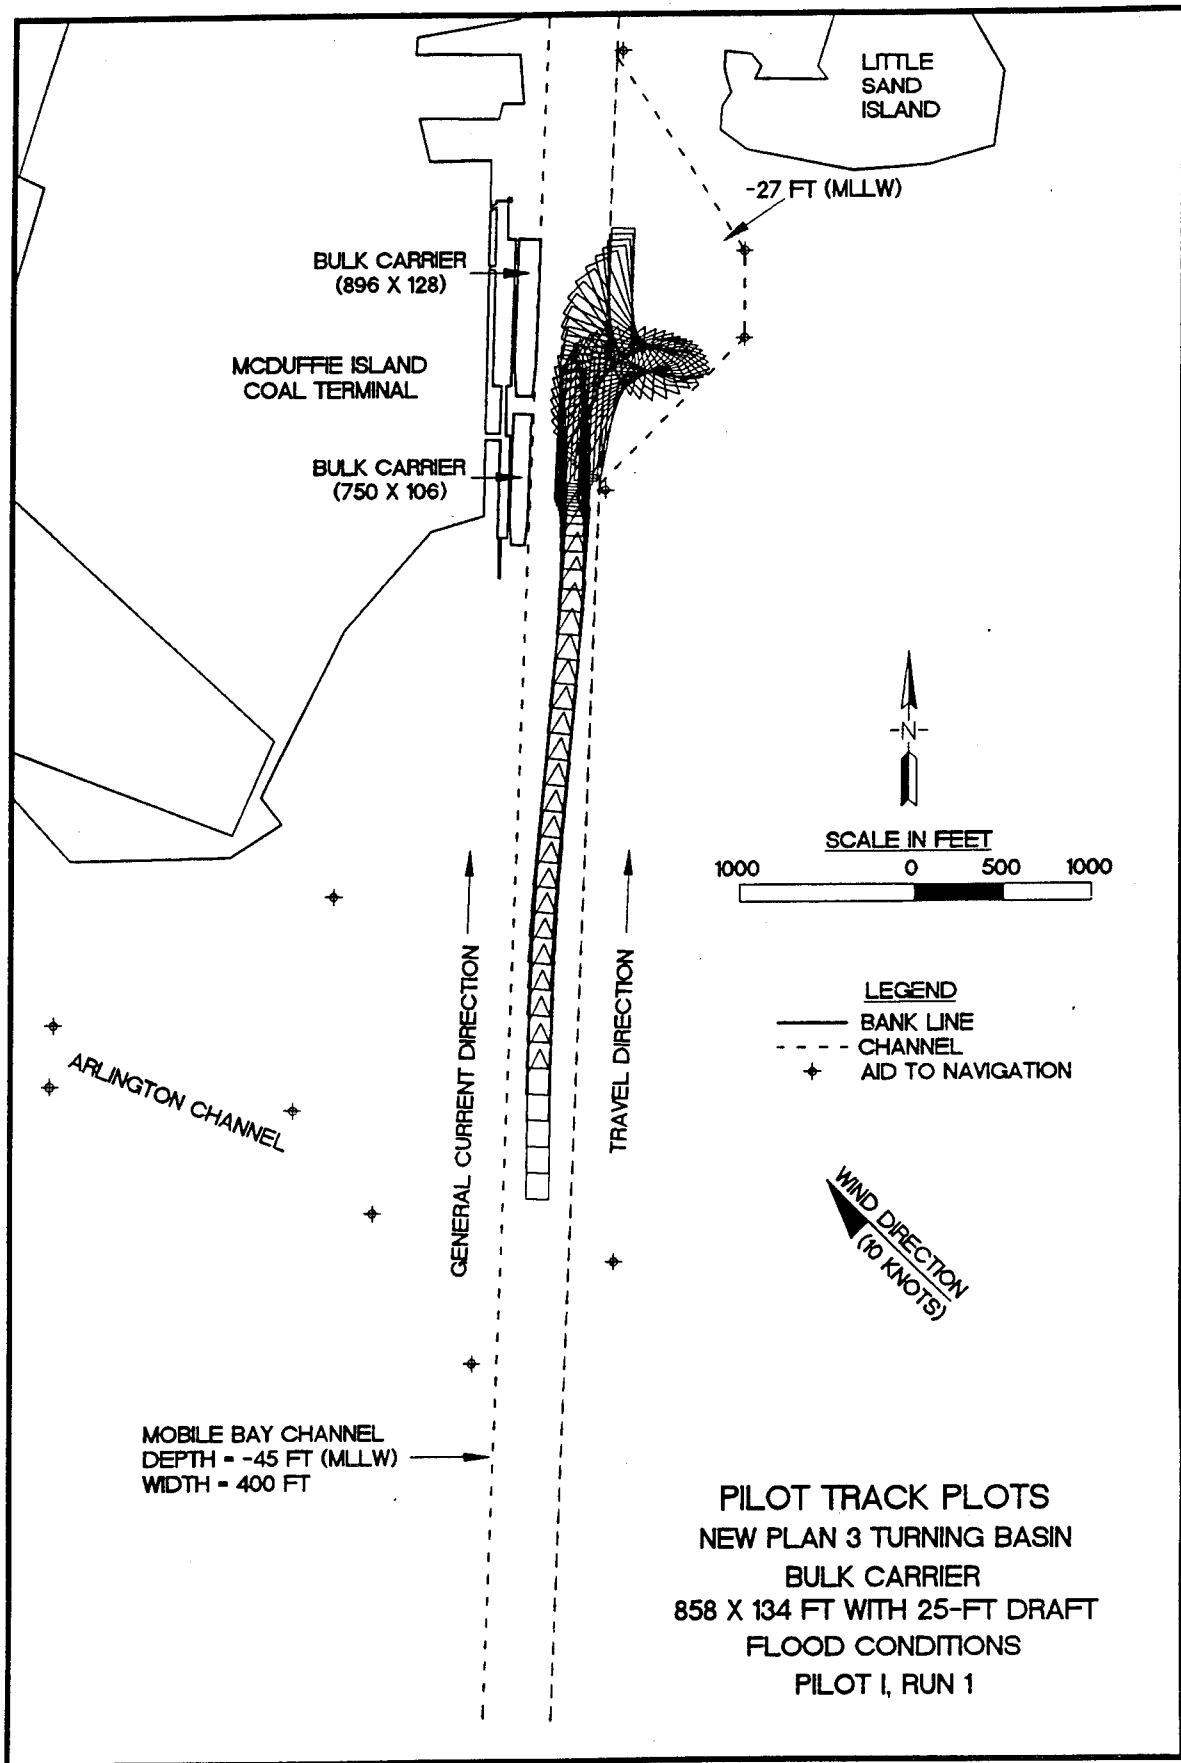 LITTLE
SAND
ISLAND
-27 FT (MLLW)
BULK CARRIER
(896 X 128)
MCDUFFIE ISLAND
COAL TERMINAL
BULK CARRIER
(750 X 106)
-N-
SCALE IN FEET
1000 0 500 1000
GENERAL CURRENT DIRECTION
TRAVEL DIRECTION
LEGEND
BANK LINE
CHANNEL
AID TO NAVIGATION
ARLINGTON CHANNEL
WIND DIRECTION
(10 KNOTS)
MOBILE BAY CHANNEL
DEPTH = -45 FT (MLLW)
WIDTH = 400 FT
PILOT TRACK PLOTS
NEW PLAN 3 TURNING BASIN
BULK CARRIER
858 X 134 FT WITH 25-FT DRAFT
FLOOD CONDITIONS
PILOT I, RUN 1